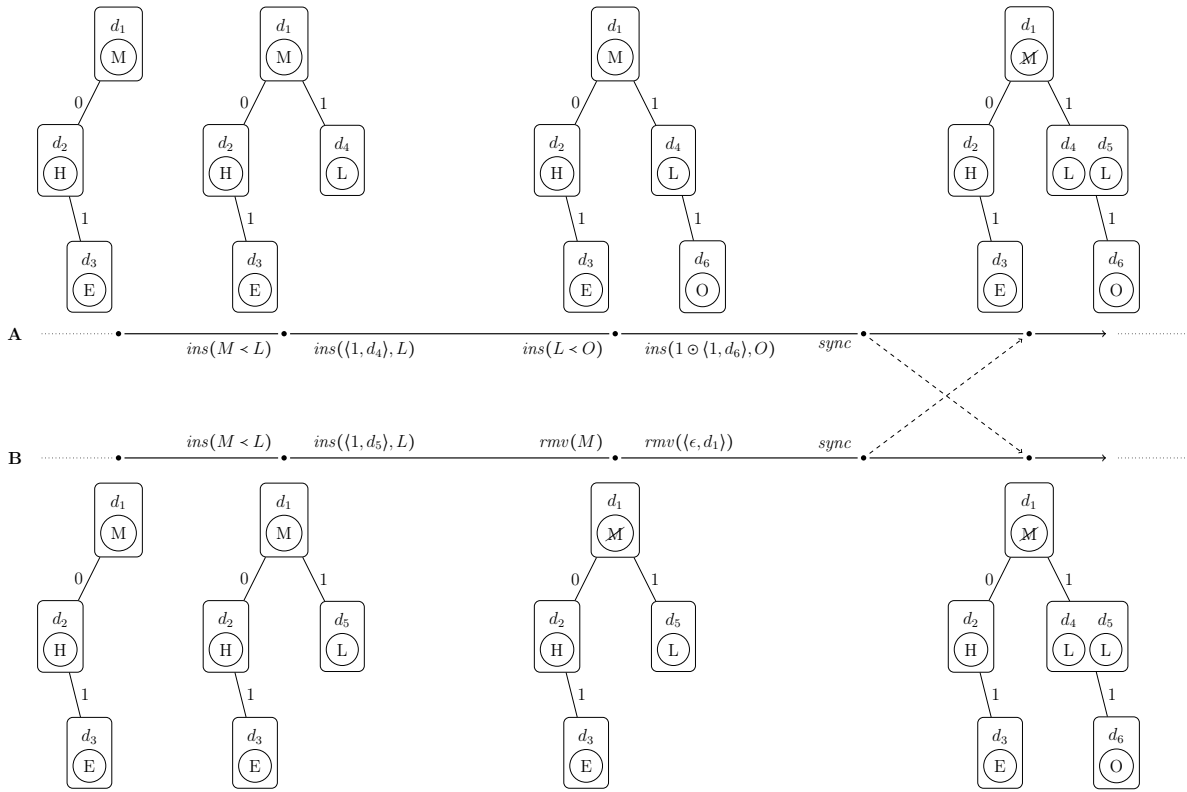 d₁ d₁ d₁ d₁
M M M M
0 0 1 0 1 0 1
d₂ d₂ d₄ d₂ d₄ d₂ d₄ d₅
H H L H L H L L
1 1 1 1 1 1
d₃ d₃ d₃ d₆ d₃ d₆
E E E O E O
A
ins(M ≺ L) ins(⟨1, d₄⟩, L) ins(L ≺ O) ins(1 ⊙ ⟨1, d₆⟩, O) sync
ins(M ≺ L) ins(⟨1, d₅⟩, L) rmv(M) rmv(⟨ϵ, d₁⟩) sync
B
d₁ d₁ d₁ d₁
M M M M
0 0 1 0 1 0 1
d₂ d₂ d₅ d₂ d₅ d₂ d₄ d₅
H H L H L H L L
1 1 1 1 1
d₃ d₃ d₃ d₃ d₆
E E E E O